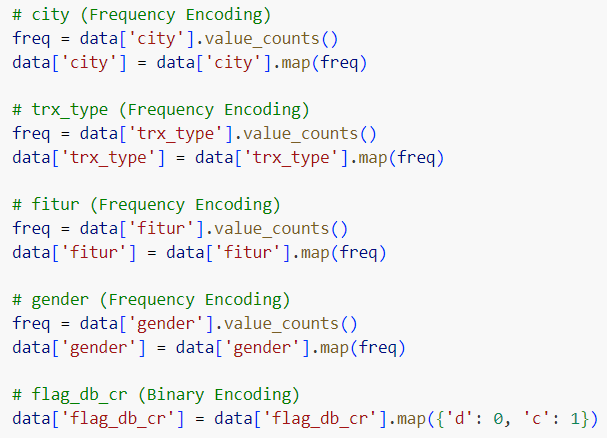 # city (Frequency Encoding)
freq = data['city'].value_counts()
data['city'] = data['city'].map(freq)
# trx_type (Frequency Encoding)
freq = data['trx_type'].value_counts()
data['trx_type'] = data['trx_type'].map(freq)
# fitur (Frequency Encoding)
freq = data['fitur'].value_counts()
data['fitur'] = data['fitur'].map(freq)
# gender (Frequency Encoding)
freq = data['gender'].value_counts()
data['gender'] = data['gender'].map(freq)
# flag_db_cr (Binary Encoding)
data['flag_db_cr'] = data['flag_db_cr'].map({'d': 0, 'c': 1})